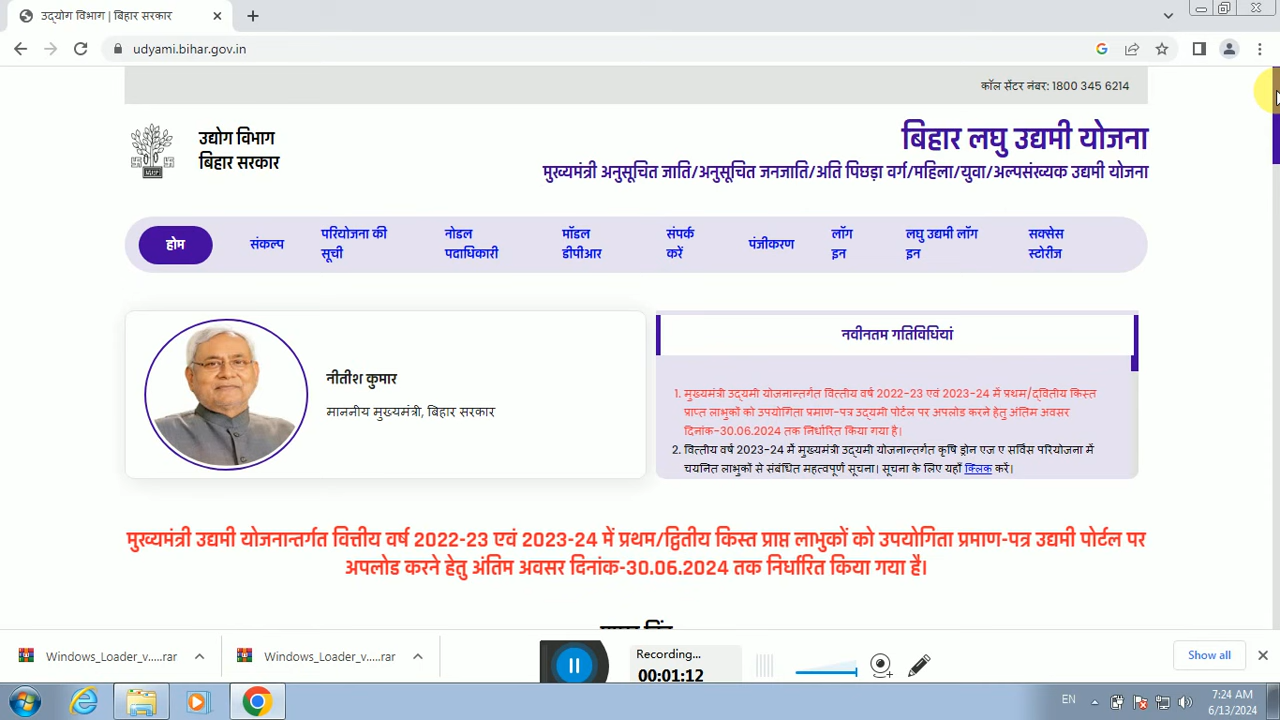 उद्योग विभाग | बिहार सरकार
udyami.bihar.gov.in
कॉल सेंटर नंबर: 1800 345 6214
उद्योग विभाग
बिहार सरकार
बिहार लघु उद्यमी योजना
मुख्यमंत्री अनुसूचित जाति/अनुसूचित जनजाति/अति पिछड़ा वर्ग/महिला/युवा/अल्पसंख्यक उद्यमी योजना
होम
संकल्प
परियोजना की
सूची
नोडल
पदाधिकारी
मॉडल
डीपीआर
संपर्क
करें
पंजीकरण
लॉग
इन
लघु उद्यमी लॉग
इन
सक्सेस
स्टोरीज
नीतीश कुमार
माननीय मुख्यमंत्री, बिहार सरकार
नवीनतम गतिविधियां
1. मुख्यमंत्री उद्यमी योजनान्तर्गत वित्तीय वर्ष 2022-23 एवं 2023-24 में प्रथम/द्वितीय किस्त
प्राप्त लाभुकों को उपयोगिता प्रमाण-पत्र उद्यमी पोर्टल पर अपलोड करने हेतु अंतिम अवसर
दिनांक-30.06.2024 तक निर्धारित किया गया है।
2. वित्तीय वर्ष 2023-24 में मुख्यमंत्री उद्यमी योजनान्तर्गत कृषि ड्रोन एज ए सर्विस परियोजना में
चयनित लाभुकों से संबंधित महत्वपूर्ण सूचना। सूचना के लिए यहाँ क्लिक करें।
मुख्यमंत्री उद्यमी योजनान्तर्गत वित्तीय वर्ष 2022-23 एवं 2023-24 में प्रथम/द्वितीय किस्त प्राप्त लाभुकों को उपयोगिता प्रमाण-पत्र उद्यमी पोर्टल पर
अपलोड करने हेतु अंतिम अवसर दिनांक-30.06.2024 तक निर्धारित किया गया है।
Windows_Loader_v.....rar
Windows_Loader_v.....rar
Recording...
00:01:12
Show all
EN
7:24 AM
6/13/2024